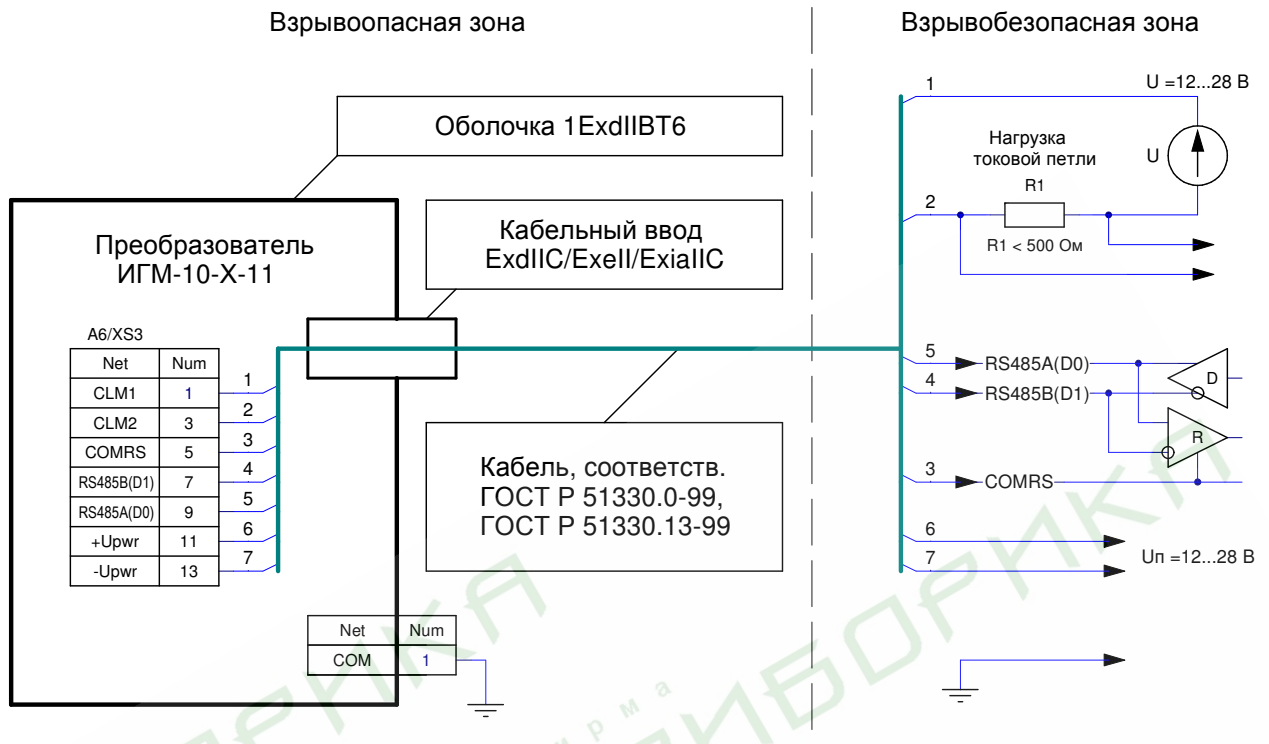 Взрывоопасная зона
Взрывобезопасная зона
Оболочка 1ExdIIBT6
Кабельный ввод
ExdIIC/ExeII/ExiaIIC
Преобразователь
ИГМ-10-Х-11
A6/XS3
Net Num
CLM1 1
CLM2 3
COMRS 5
RS485B(D1) 7
RS485A(D0) 9
+Upwr 11
-Upwr 13
1
2
3
4
5
6
7
Кабель, соответств.
ГОСТ Р 51330.0-99,
ГОСТ Р 51330.13-99
Net Num
COM 1
1
U =12...28 В
Нагрузка
токовой петли
U
R1
2
R1 < 500 Ом
5 RS485A(D0)
D
4 RS485B(D1)
R
3 COMRS
6
7
Uп =12...28 В